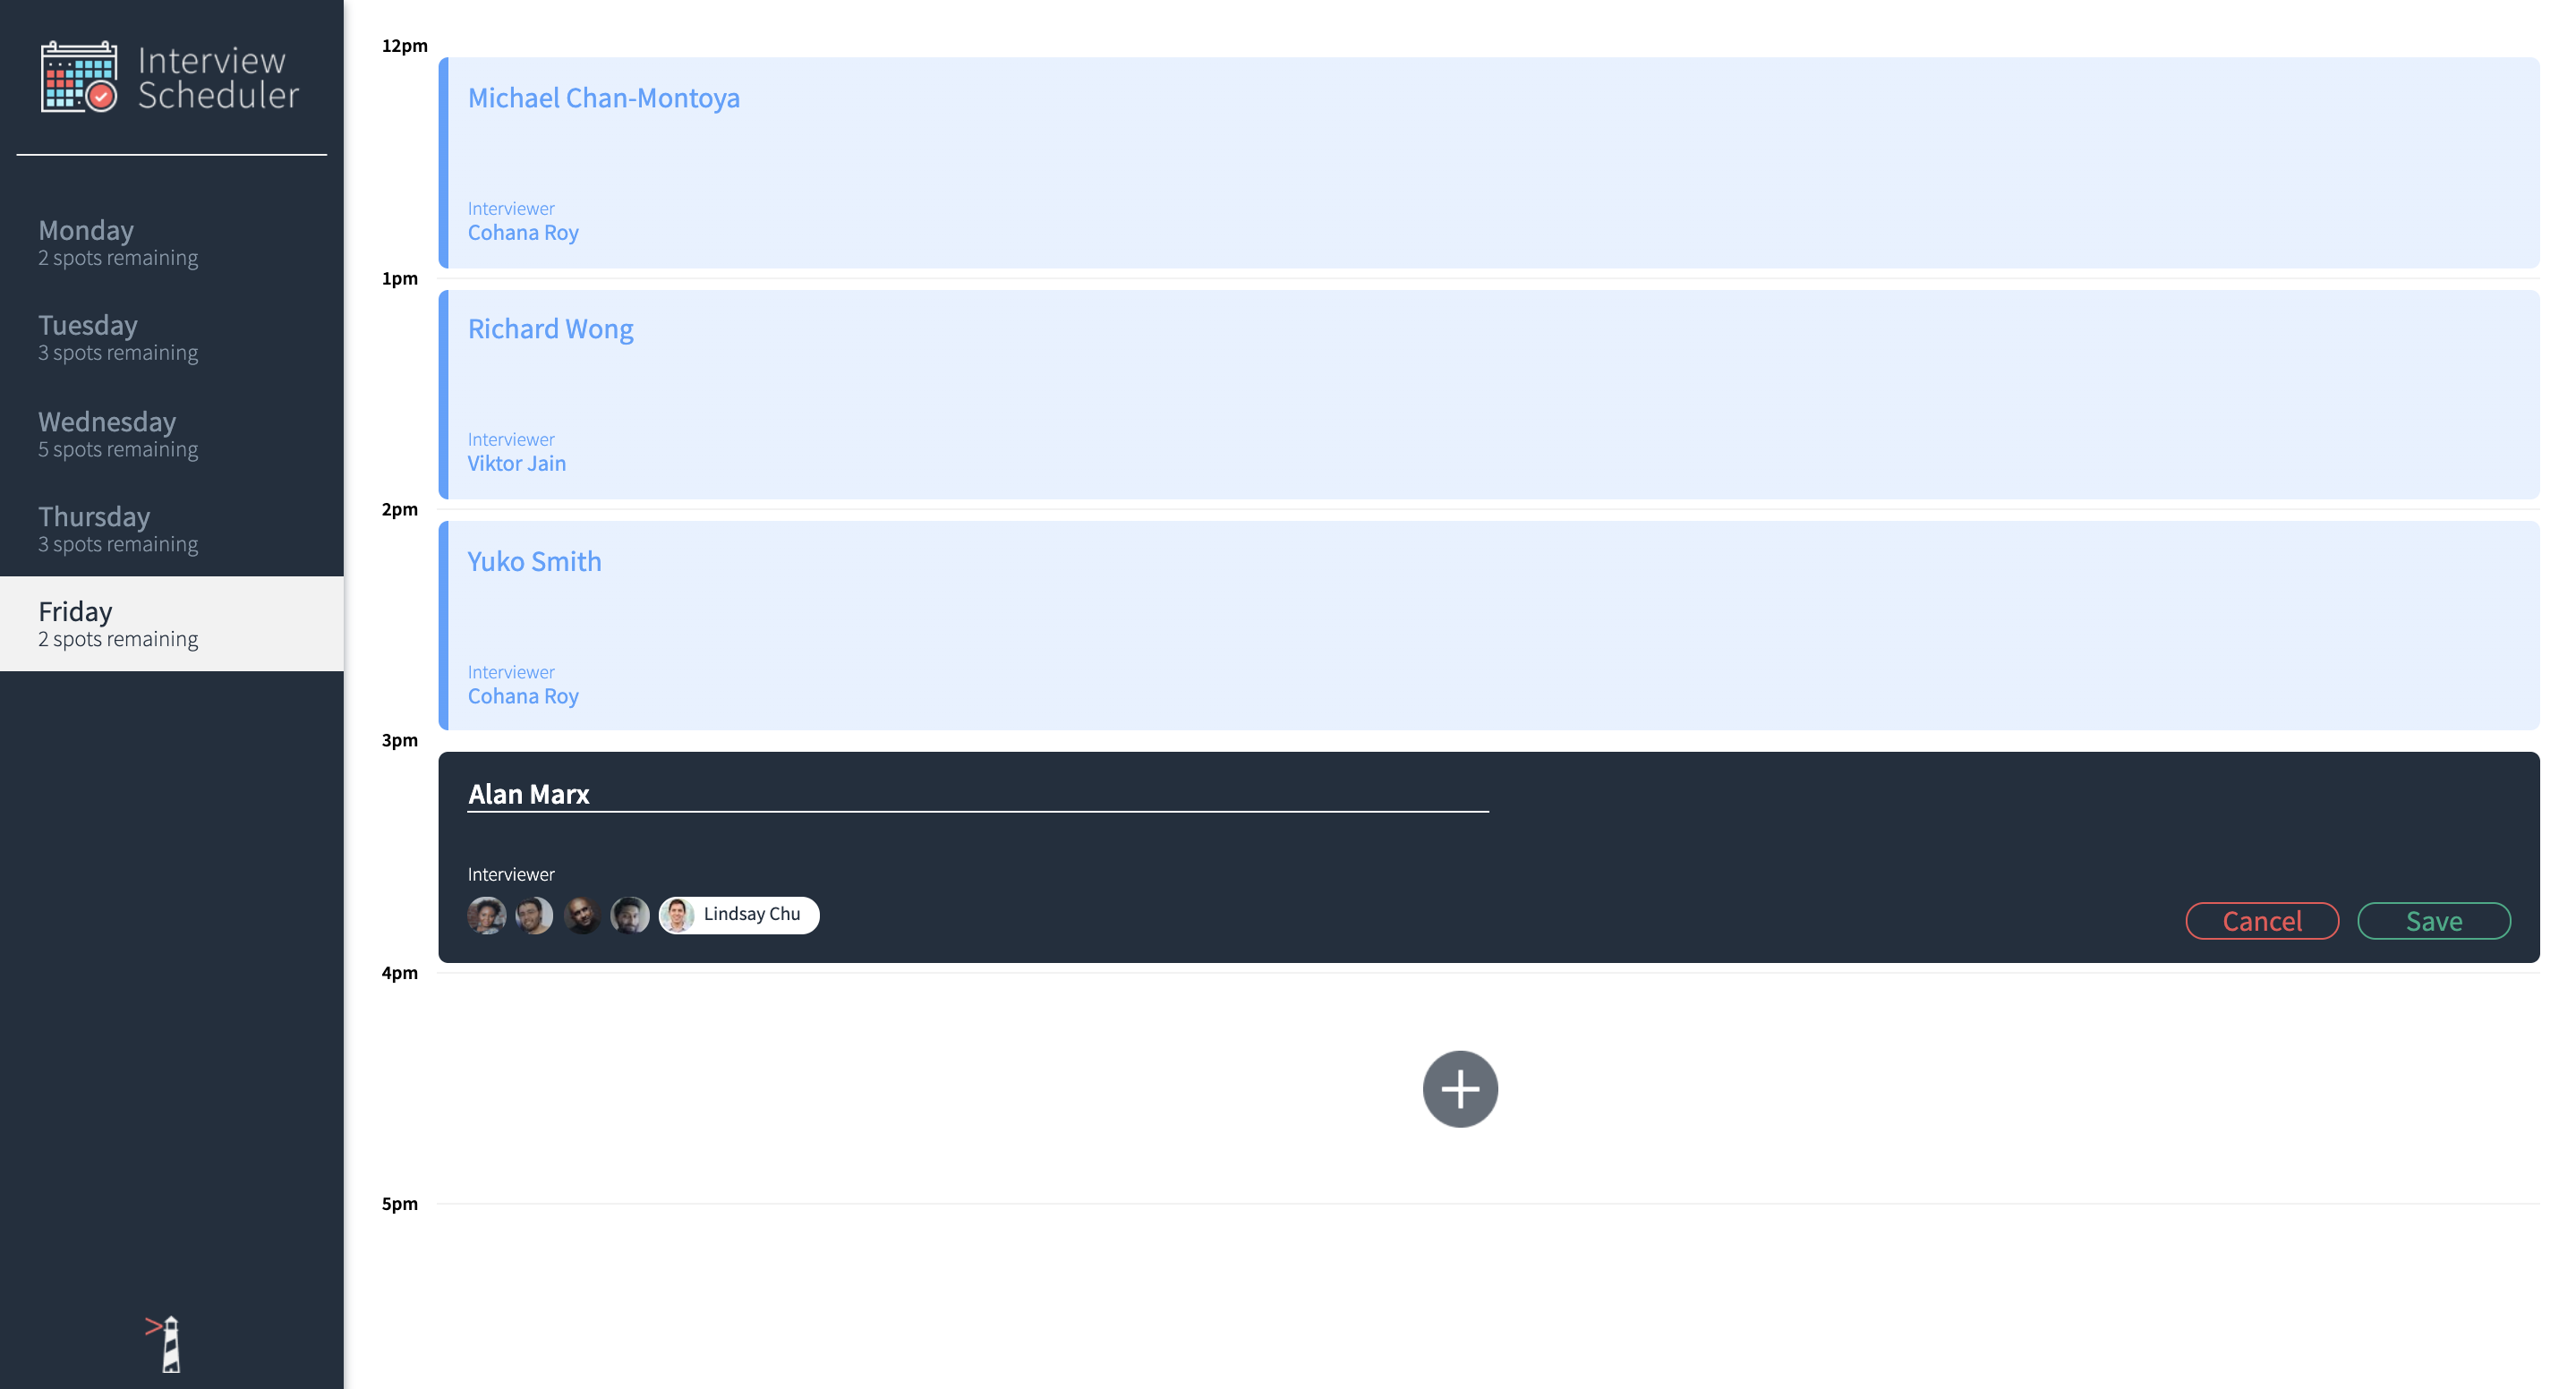 Interview
Scheduler
Monday
2 spots remaining
Tuesday
3 spots remaining
Wednesday
5 spots remaining
Thursday
3 spots remaining
Friday
2 spots remaining
12pm
Michael Chan-Montoya
Interviewer
Cohana Roy
1pm
Richard Wong
Interviewer
Viktor Jain
2pm
Yuko Smith
Interviewer
Cohana Roy
3pm
Alan Marx
Interviewer
Lindsay Chu
Cancel
Save
4pm
5pm